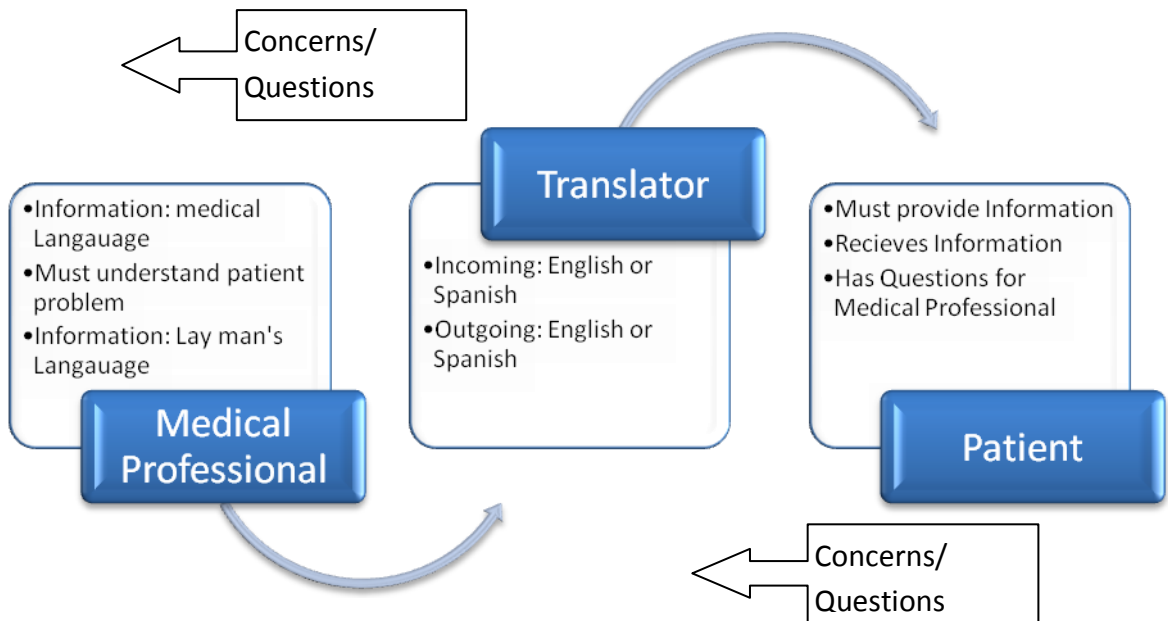 Concerns/
Questions
•Information: medical
Langauage
•Must understand patient
problem
•Information: Lay man's
Langauage
Medical
Professional
Translator
•Incoming: English or
Spanish
•Outgoing: English or
Spanish
•Must provide Information
•Recieves Information
•Has Questions for
Medical Professional
Patient
Concerns/
Questions